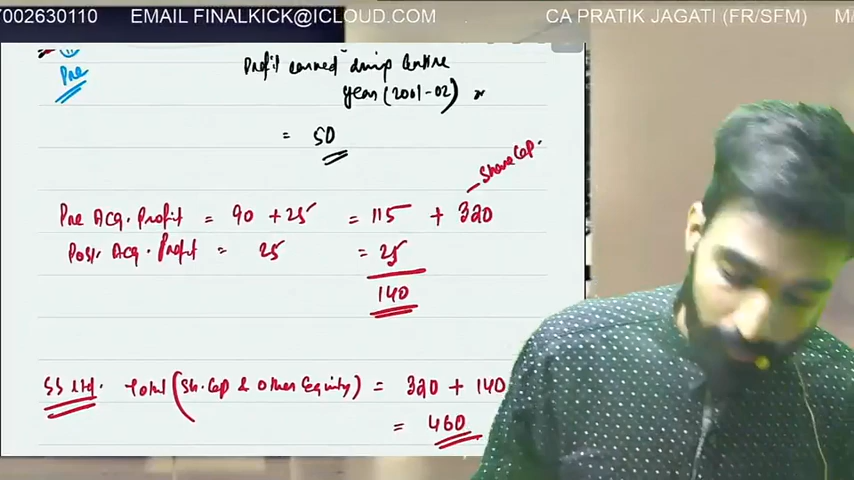 7002630110 EMAIL FINALKICK@ICLOUD.COM CA PRATIK JAGATI (FR/SFM) M/
Pre
Profit earned during Entire
year (2001-02)
= 50
Share Cap.
Pre Acq. Profit = 90 + 25 = 115 + 320
Post. Acq. Profit = 25 = 25
140
SS Ltd. Total (Sh. Cap & Other Equity) = 320 + 140
= 460